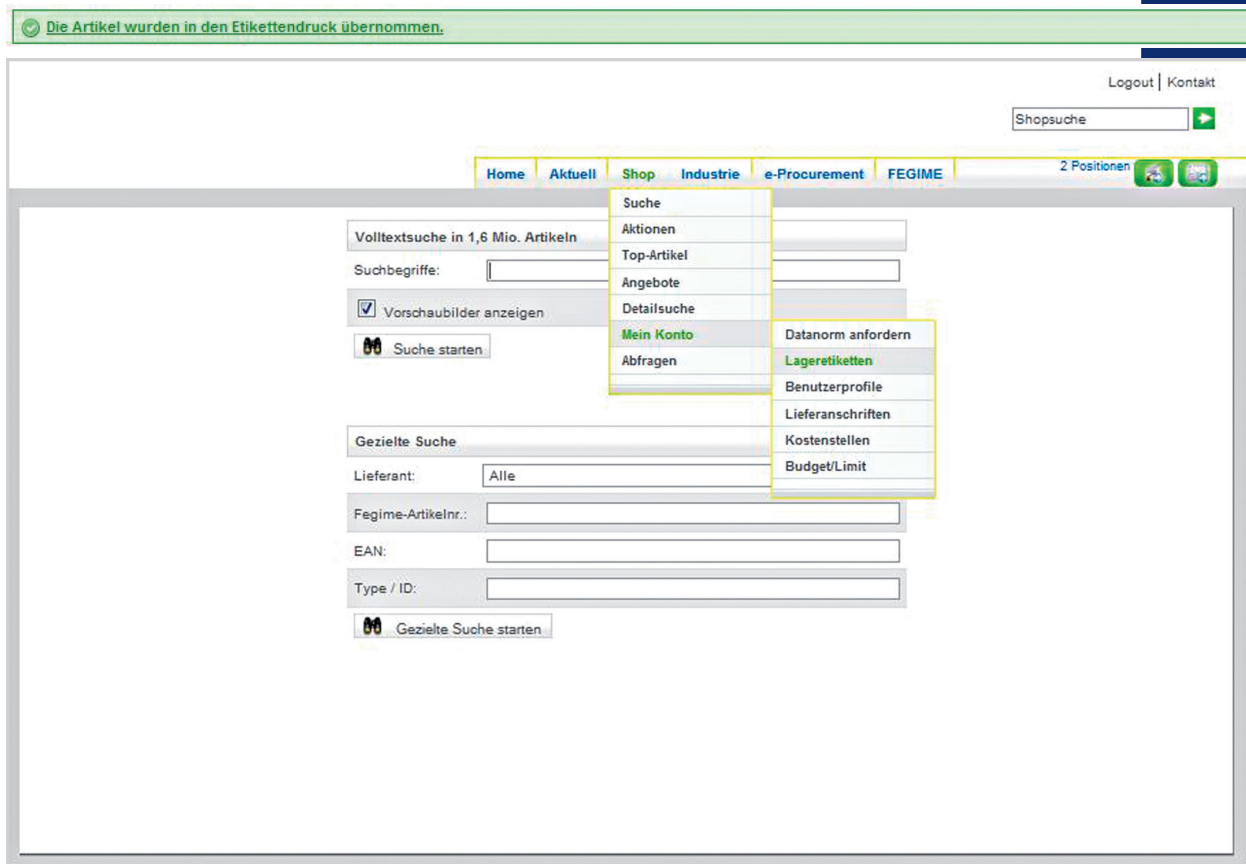 Die Artikel wurden in den Etikettendruck übernommen.
Logout | Kontakt
Shopsuche
Home Aktuell Shop Industrie e-Procurement FEGIME
2 Positionen
Suche
Aktionen
Top-Artikel
Angebote
Detailsuche
Mein Konto
Abfragen
Datanorm anfordern
Lageretiketten
Benutzerprofile
Lieferanschriften
Kostenstellen
Budget/Limit
Volltextsuche in 1,6 Mio. Artikeln
Suchbegriffe:
Vorschaubilder anzeigen
Suche starten
Gezielte Suche
Lieferant: Alle
Fegime-Artikelnr.:
EAN:
Type / ID:
Gezielte Suche starten